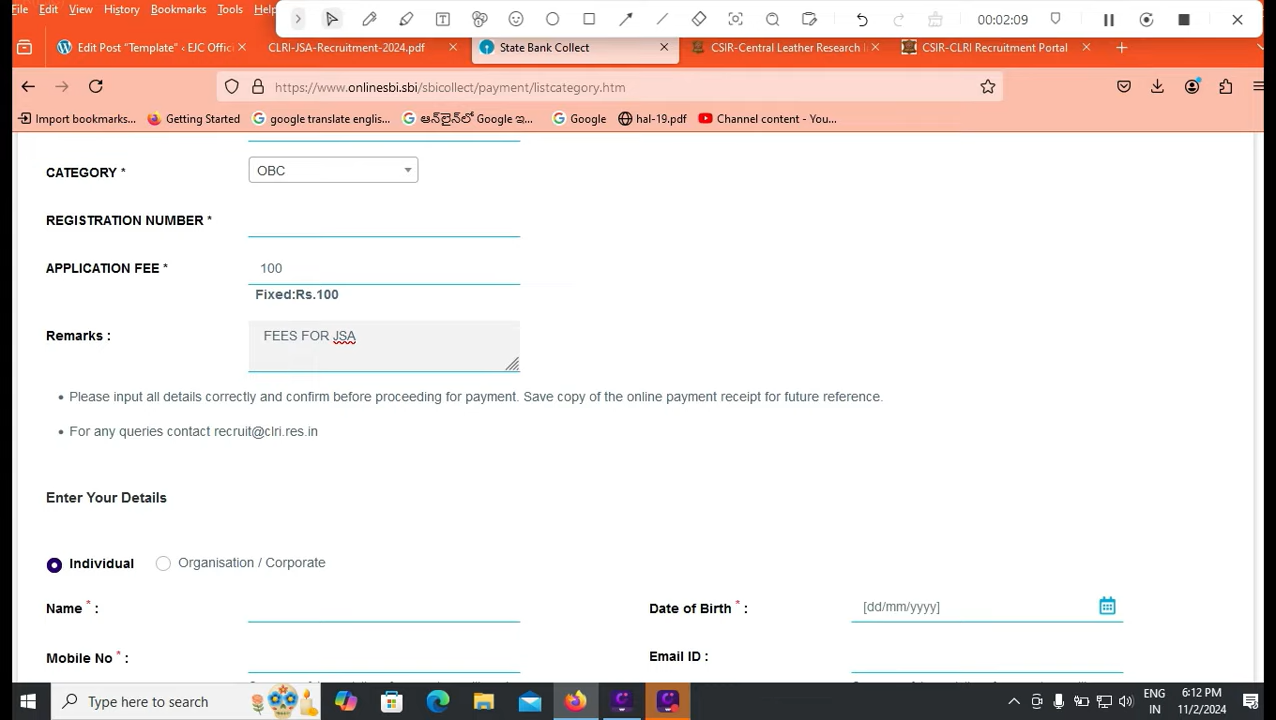 File Edit View History Bookmarks Tools Help
00:02:09
Edit Post “Template” ‹ EJC Offici
CLRI-JSA-Recruitment-2024.pdf
State Bank Collect
CSIR-Central Leather Research I
CSIR-CLRI Recruitment Portal
https://www.onlinesbi.sbi/sbicollect/payment/listcategory.htm
Import bookmarks...
Getting Started
google translate englis...
ఆన్‌లైన్‌లో Google ఇ...
Google
hal-19.pdf
Channel content - You...
CATEGORY *
OBC
REGISTRATION NUMBER *
APPLICATION FEE *
100
Fixed:Rs.100
Remarks :
FEES FOR JSA
• Please input all details correctly and confirm before proceeding for payment. Save copy of the online payment receipt for future reference.
• For any queries contact recruit@clri.res.in
Enter Your Details
Individual
Organisation / Corporate
Name * :
Date of Birth * :
[dd/mm/yyyy]
Mobile No * :
Email ID :
Type here to search
ENG
IN
6:12 PM
11/2/2024